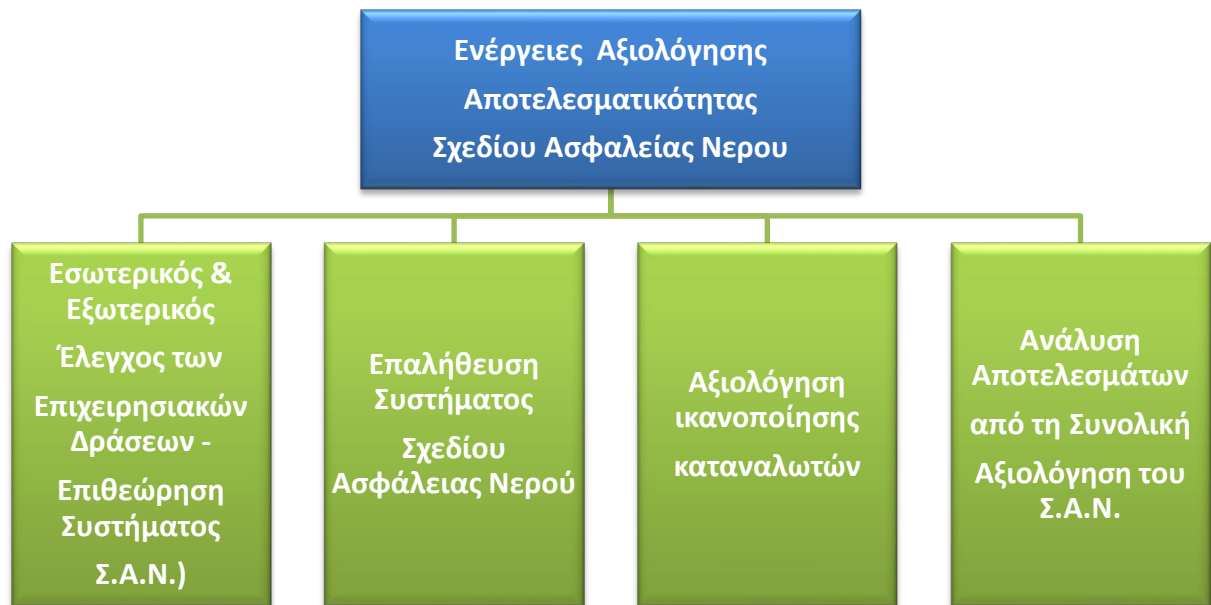 Ενέργειες Αξιολόγησης
Αποτελεσματικότητας
Σχεδίου Ασφαλείας Νερου
Εσωτερικός &
Εξωτερικός
Έλεγχος των
Επιχειρησιακών
Δράσεων -
Επιθεώρηση
Συστήματος
Σ.Α.Ν.)
Επαλήθευση
Συστήματος
Σχεδίου
Ασφάλειας Νερού
Αξιολόγηση
ικανοποίησης
καταναλωτών
Ανάλυση
Αποτελεσμάτων
από τη Συνολική
Αξιολόγηση του
Σ.Α.Ν.